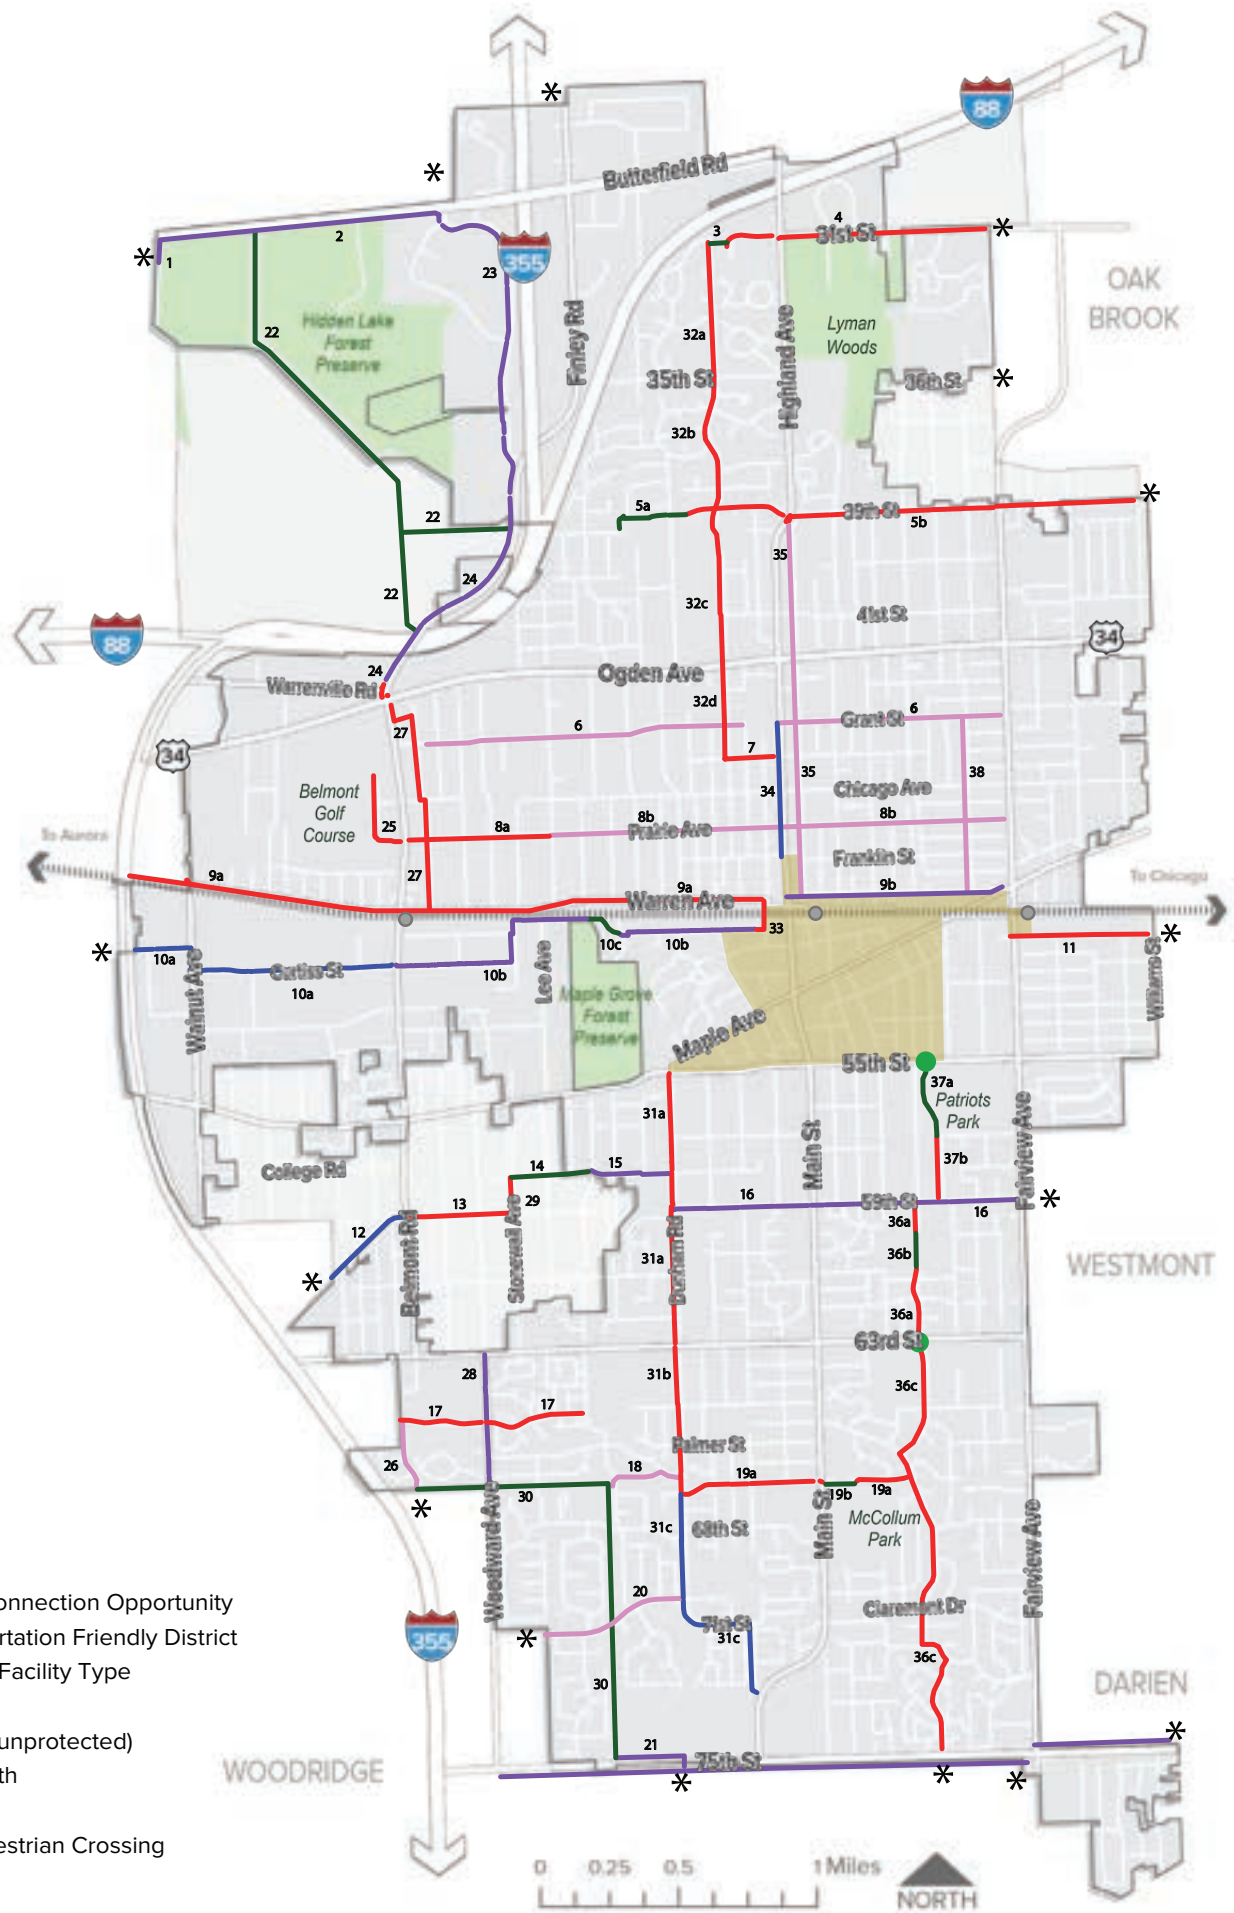 *
88
*
Butterfield Rd
*
2
1
23
355
3
4
31st St
*
OAK
BROOK
22
Hidden Lake
Forest
Preserve
Finley Rd
32a
Highland Ave
Lyman
Woods
35th St
36th St
*
32b
5a
39th St
5b
*
22
35
24
22
32c
41st St
88
34
24
Warrenville Rd
Ogden Ave
32d
6
27
6
Grant St
34
7
35
38
Belmont
Golf
Course
34
Chicago Ave
25
8a
8b
Prairie Ave
8b
To Aurora
Franklin St
9a
27
9a
Warren Ave
9b
To Chicago
*
10a
Walnut Ave
Curtiss St
10a
10b
Lee Ave
10c
10b
33
11
*
Williams St
Maple Grove
Forest
Preserve
Maple Ave
55th St
37a
Patriots
Park
31a
Main St
Fairview Ave
37b
College Rd
14
15
13
29
16
59th St
16
*
12
*
Belmont Rd
Stonewall Ave
31a
Dunham Rd
36a
36b
WESTMONT
36a
63rd St
28
31b
36c
17
17
Palmer St
26
18
19a
19b
19a
*
30
Woodward Ave
31c
68th St
Main St
McCollum
Park
Fairview Ave
20
Claremont Dr
onnection Opportunity
355
*
71st St
31c
rtation Friendly District
36c
Facility Type
30
DARIEN
unprotected)
*
21
75th St
th
WOODRIDGE
*
*
*
estrian Crossing
0 0.25 0.5 1 Miles
NORTH